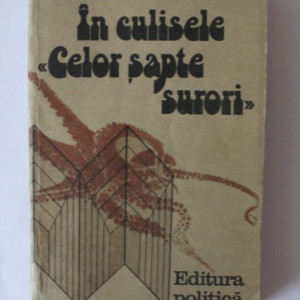 În culisele
«Celor șapte
surori»
Editura
politică